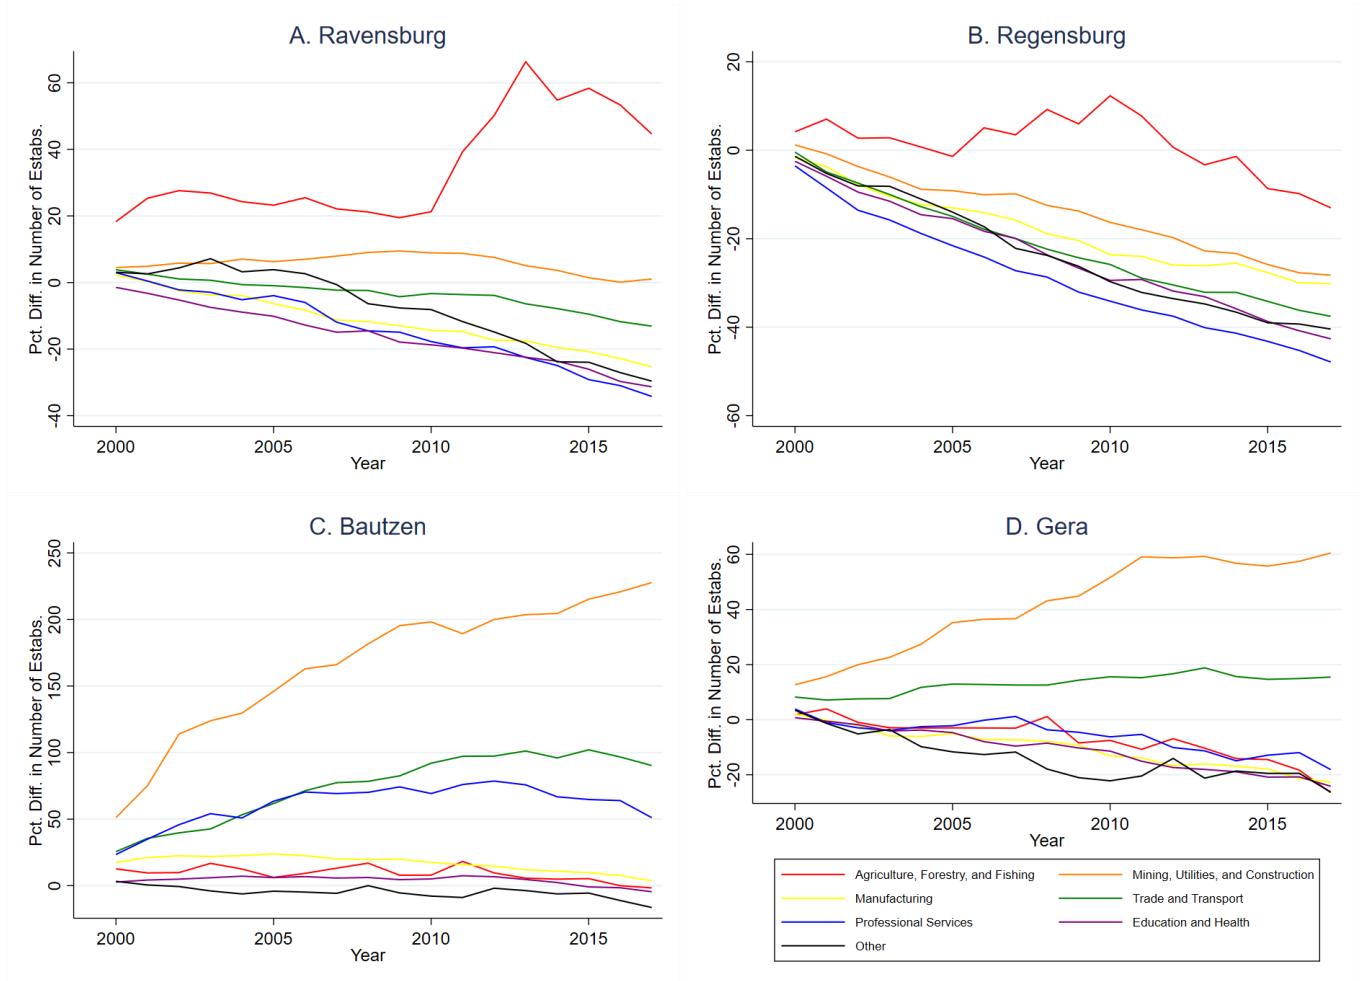 A. Ravensburg
Pct. Diff. in Number of Estabs.
60
40
20
0
-20
-40
2000
2005
2010
2015
Year
B. Regensburg
Pct. Diff. in Number of Estabs.
20
0
-20
-40
-60
2000
2005
2010
2015
Year
C. Bautzen
Pct. Diff. in Number of Estabs.
250
200
150
100
50
0
2000
2005
2010
2015
Year
D. Gera
Pct. Diff. in Number of Estabs.
60
40
20
0
-20
2000
2005
2010
2015
Year
Agriculture, Forestry, and Fishing
Mining, Utilities, and Construction
Manufacturing
Trade and Transport
Professional Services
Education and Health
Other